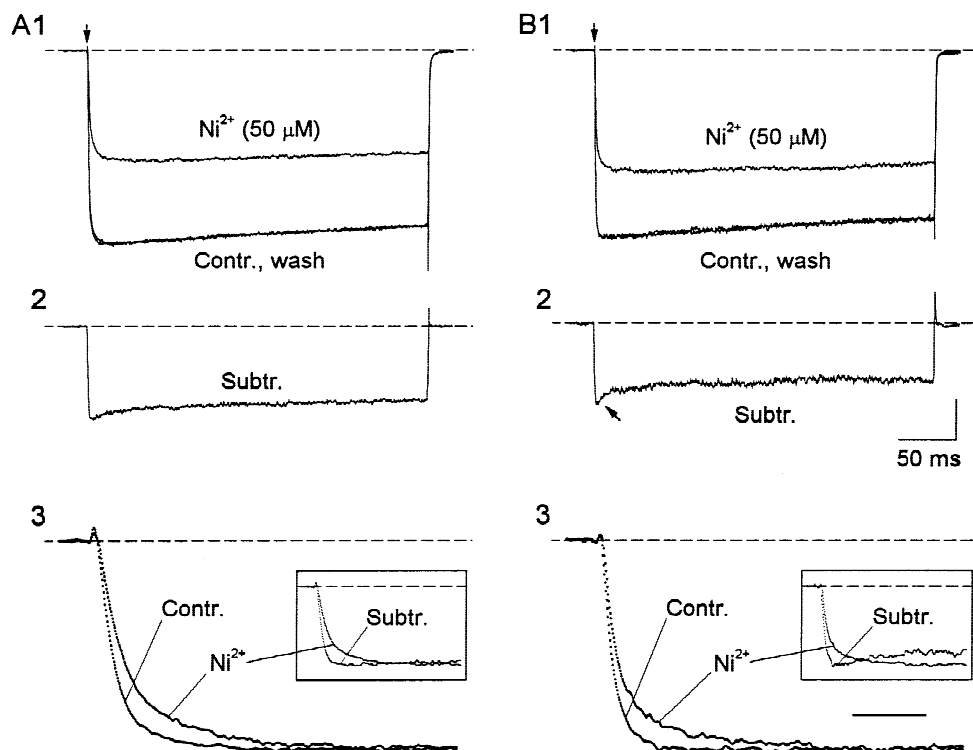 A1
B1
Ni2+ (50 µM)
Ni2+ (50 µM)
Contr., wash
Contr., wash
2
2
Subtr.
Subtr.
50 ms
3
3
Contr.
Subtr.
Ni2+
Contr.
Subtr.
Ni2+